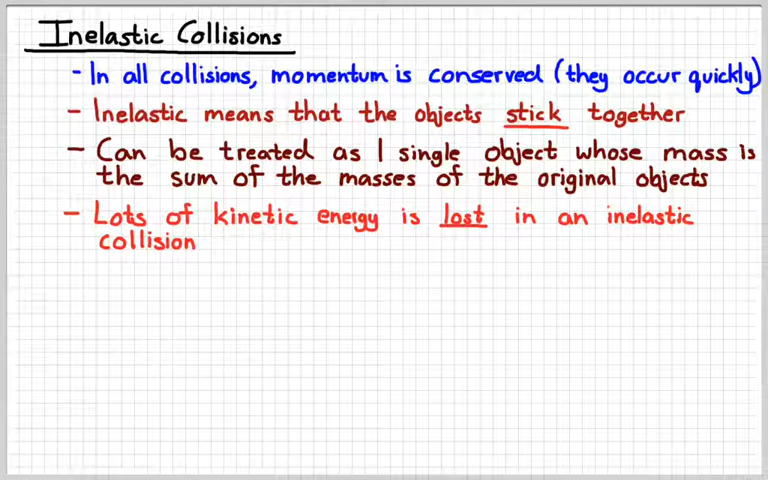 Inelastic Collisions
- In all collisions, momentum is conserved (they occur quickly)
- Inelastic means that the objects stick together
- Can be treated as 1 single object whose mass is
the sum of the masses of the original objects
- Lots of kinetic energy is lost in an inelastic
collision